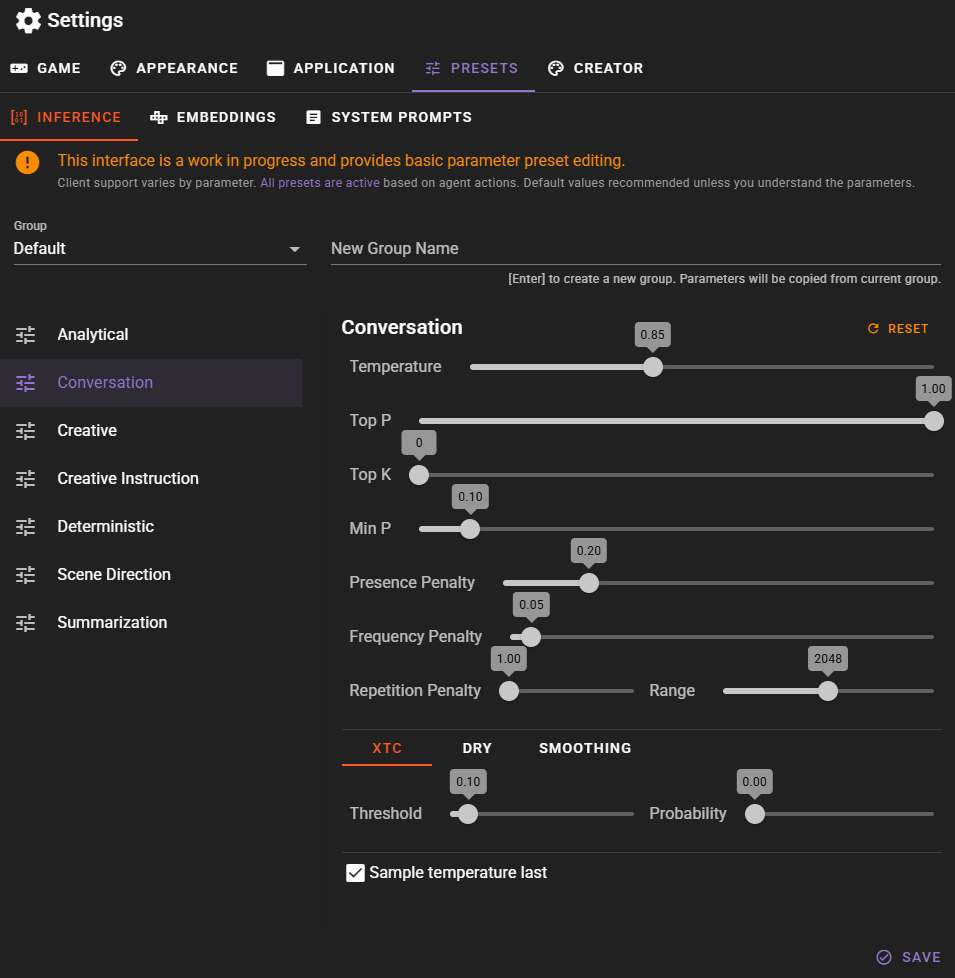 Settings
GAME APPEARANCE APPLICATION PRESETS CREATOR
INFERENCE EMBEDDINGS SYSTEM PROMPTS
This interface is a work in progress and provides basic parameter preset editing.
Client support varies by parameter. All presets are active based on agent actions. Default values recommended unless you understand the parameters.
Group
Default
New Group Name
[Enter] to create a new group. Parameters will be copied from current group.
Analytical
Conversation
Creative
Creative Instruction
Deterministic
Scene Direction
Summarization
Conversation
RESET
0.85
Temperature
1.00
Top P
0
Top K
0.10
Min P
0.20
Presence Penalty
0.05
Frequency Penalty
1.00
Repetition Penalty
2048
Range
XTC DRY SMOOTHING
0.10
Threshold
0.00
Probability
Sample temperature last
SAVE